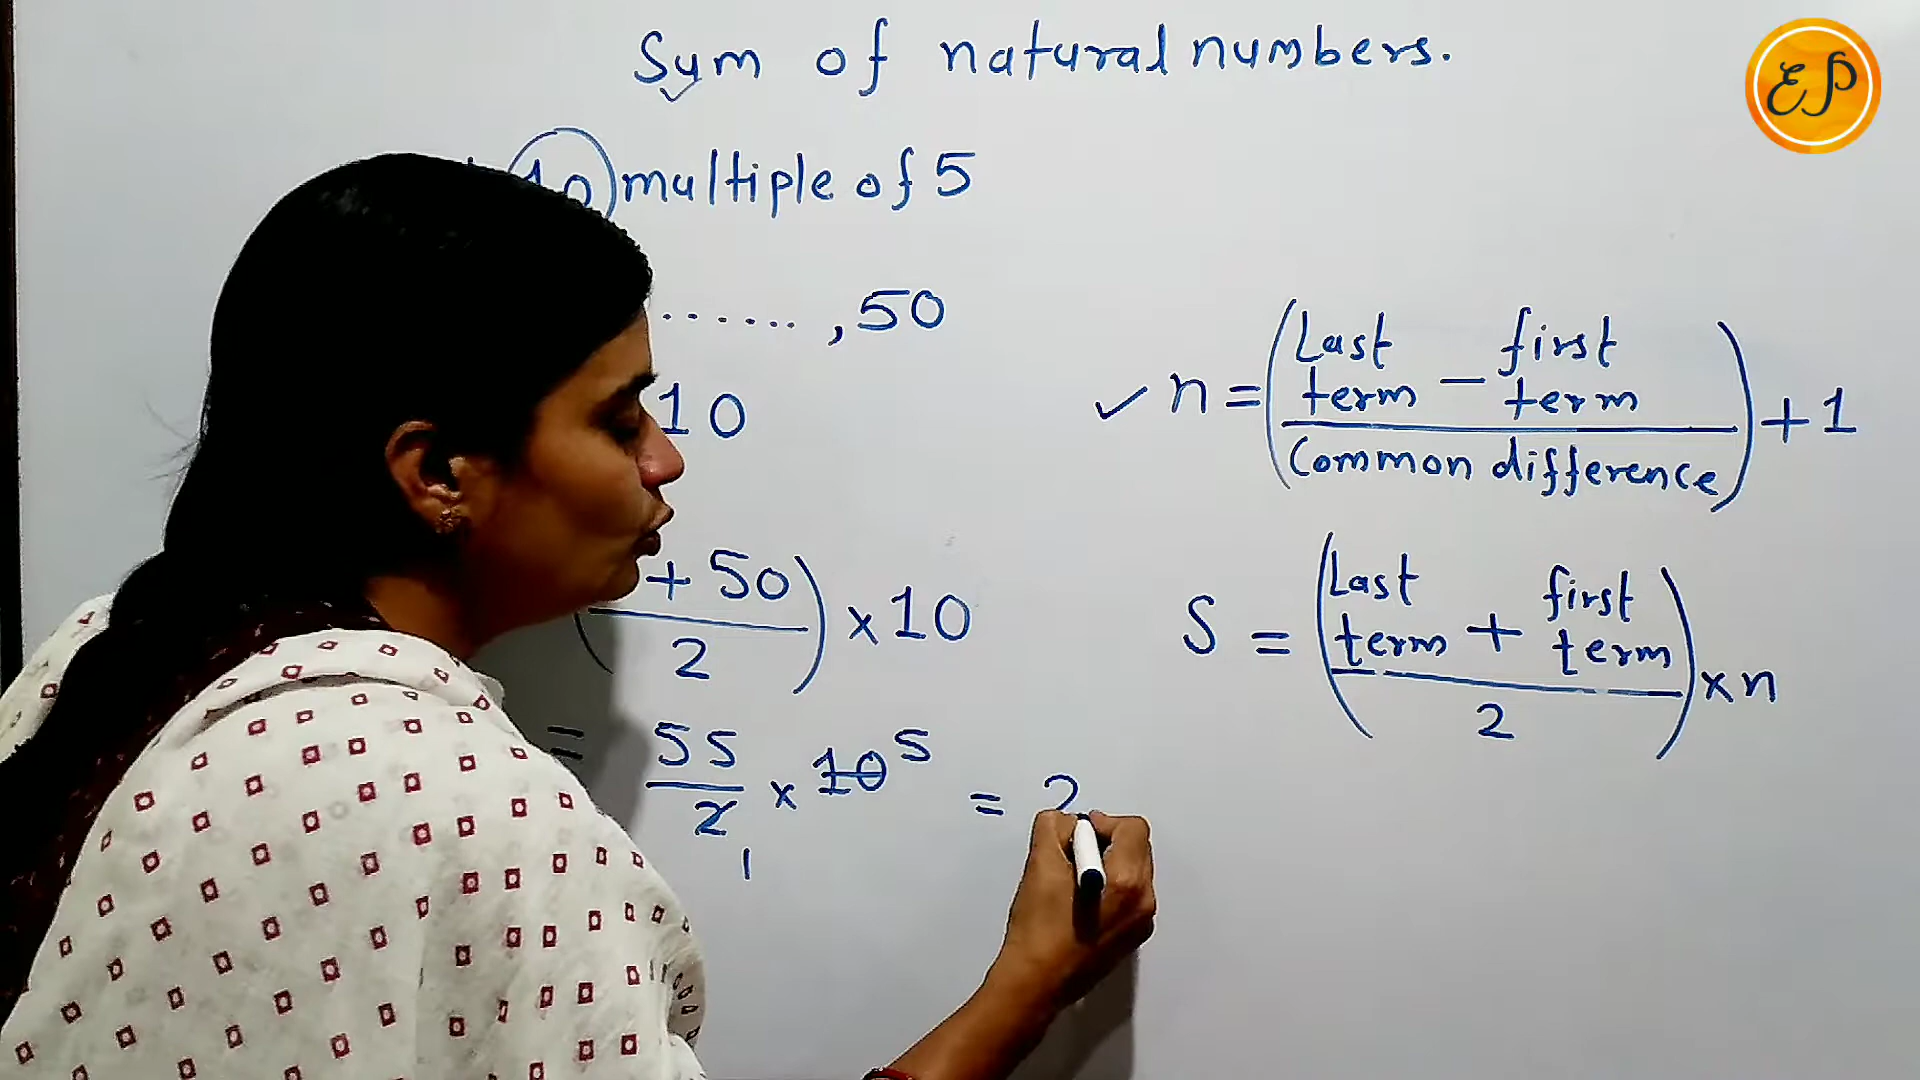 Sum of natural numbers.
EP
10 multiple of 5
......, 50
10
+ 50
2
) × 10
= 55/2 × 10 5 = 2
1
✓ n = (Last term - first term / Common difference) + 1
S = (Last term + first term / 2) × n